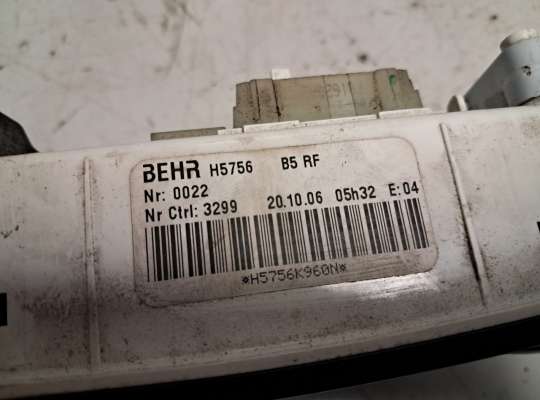 BEHR H5756 B5 RF
Nr: 0022
Nr Ctrl: 3299 20.10.06 05h32 E:04
*H5756K960N*